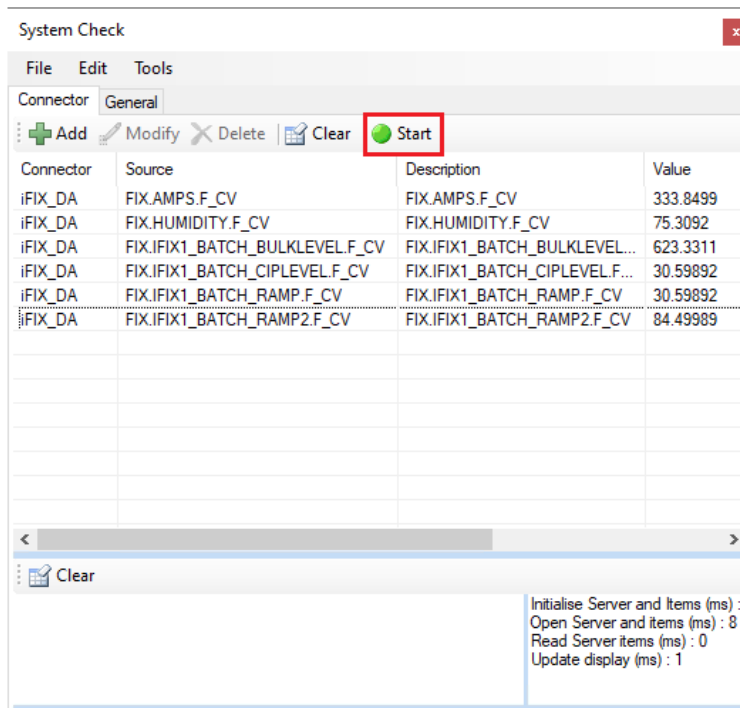 System Check
x
File Edit Tools
Connector General
Add Modify Delete Clear Start
Connector Source Description Value
iFIX_DA FIX.AMPS.F_CV FIX.AMPS.F_CV 333.8499
iFIX_DA FIX.HUMIDITY.F_CV FIX.HUMIDITY.F_CV 75.3092
iFIX_DA FIX.IFIX1_BATCH_BULKLEVEL.F_CV FIX.IFIX1_BATCH_BULKLEVEL... 623.3311
iFIX_DA FIX.IFIX1_BATCH_CIPLEVEL.F_CV FIX.IFIX1_BATCH_CIPLEVEL.F... 30.59892
iFIX_DA FIX.IFIX1_BATCH_RAMP.F_CV FIX.IFIX1_BATCH_RAMP.F_CV 30.59892
iFIX_DA FIX.IFIX1_BATCH_RAMP2.F_CV FIX.IFIX1_BATCH_RAMP2.F_CV 84.49989
Clear
Initialise Server and Items (ms) :
Open Server and items (ms) : 8
Read Server items (ms) : 0
Update display (ms) : 1